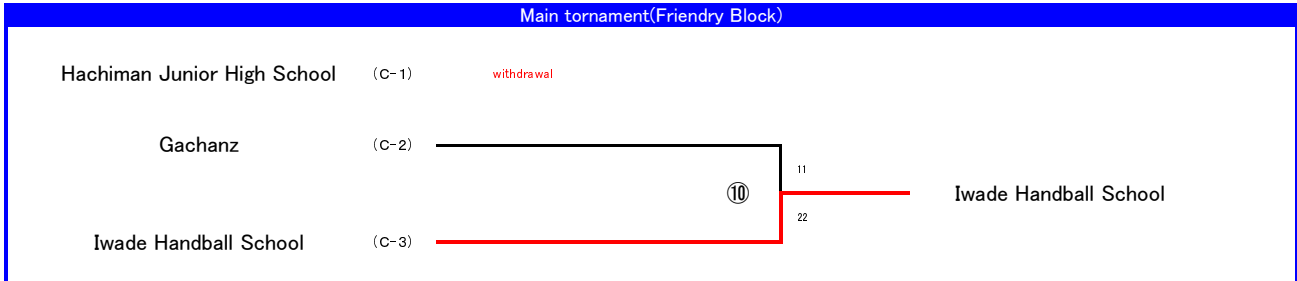 Main tornament(Friendry Block)
Hachiman Junior High School (C-1) withdrawal
Gachanz (C-2)
11
⑩ Iwade Handball School
22
Iwade Handball School (C-3)